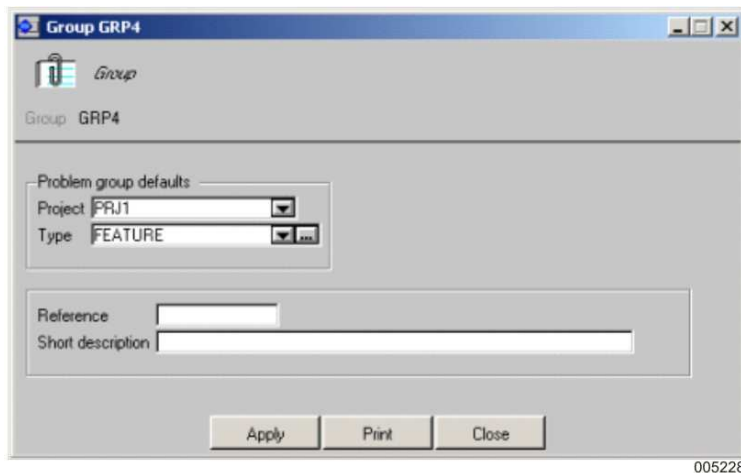 Group GRP4
Group
Group GRP4
Problem group defaults
Project PRJ1
Type FEATURE ...
Reference
Short description
Apply Print Close
005228